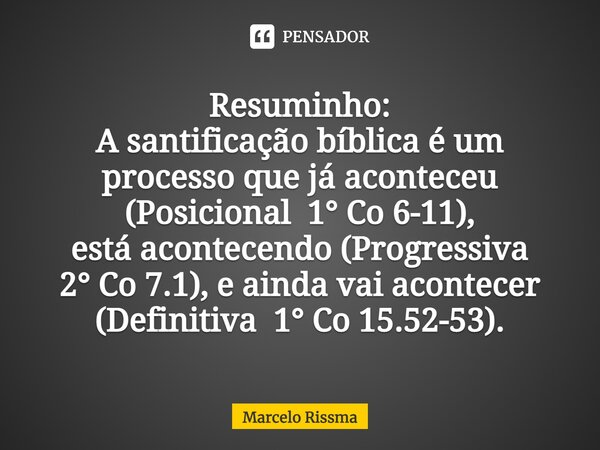 PENSADOR
Resuminho:
A santificação bíblica é um
processo que já aconteceu
(Posicional 1° Co 6-11),
está acontecendo (Progressiva
2° Co 7.1), e ainda vai acontecer
(Definitiva 1° Co 15.52-53).
Marcelo Rissma